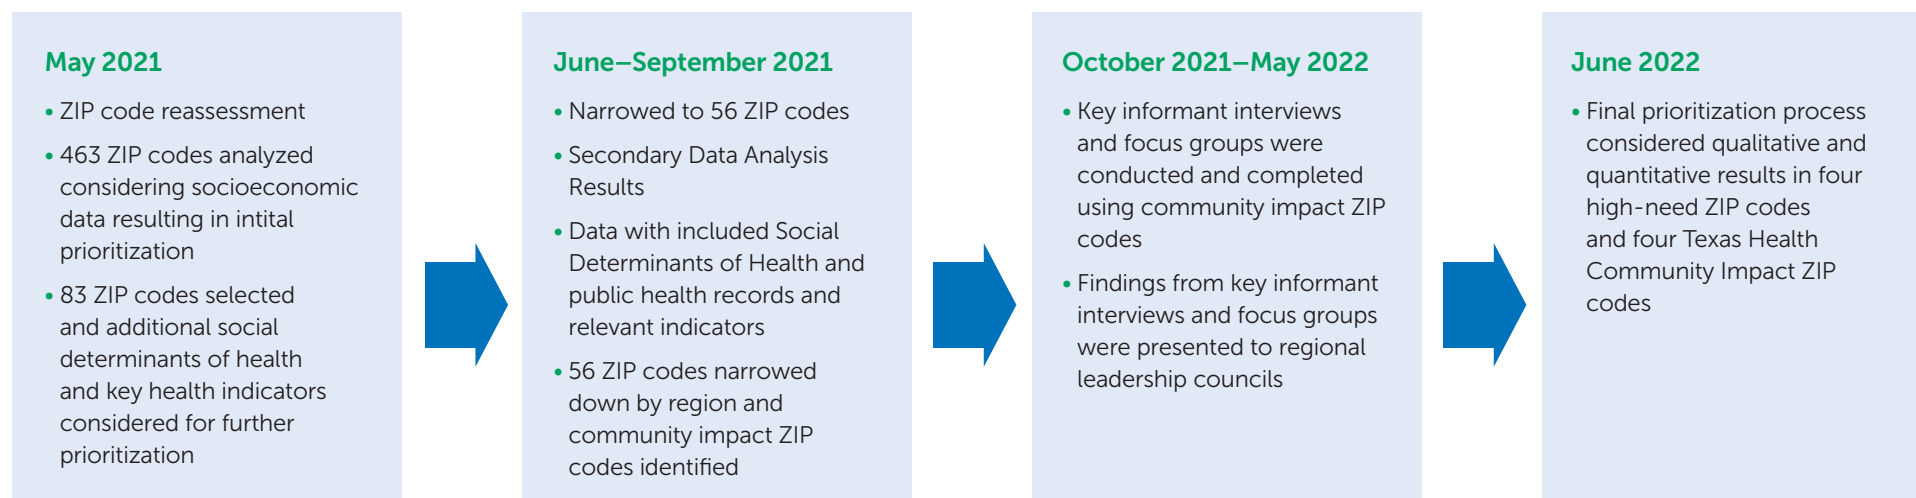 May 2021
• ZIP code reassessment
• 463 ZIP codes analyzed
considering socioeconomic
data resulting in intital
prioritization
• 83 ZIP codes selected
and additional social
determinants of health
and key health indicators
considered for further
prioritization
June–September 2021
• Narrowed to 56 ZIP codes
• Secondary Data Analysis
Results
• Data with included Social
Determinants of Health and
public health records and
relevant indicators
• 56 ZIP codes narrowed
down by region and
community impact ZIP
codes identified
October 2021–May 2022
• Key informant interviews
and focus groups were
conducted and completed
using community impact ZIP
codes
• Findings from key informant
interviews and focus groups
were presented to regional
leadership councils
June 2022
• Final prioritization process
considered qualitative and
quantitative results in four
high-need ZIP codes
and four Texas Health
Community Impact ZIP
codes